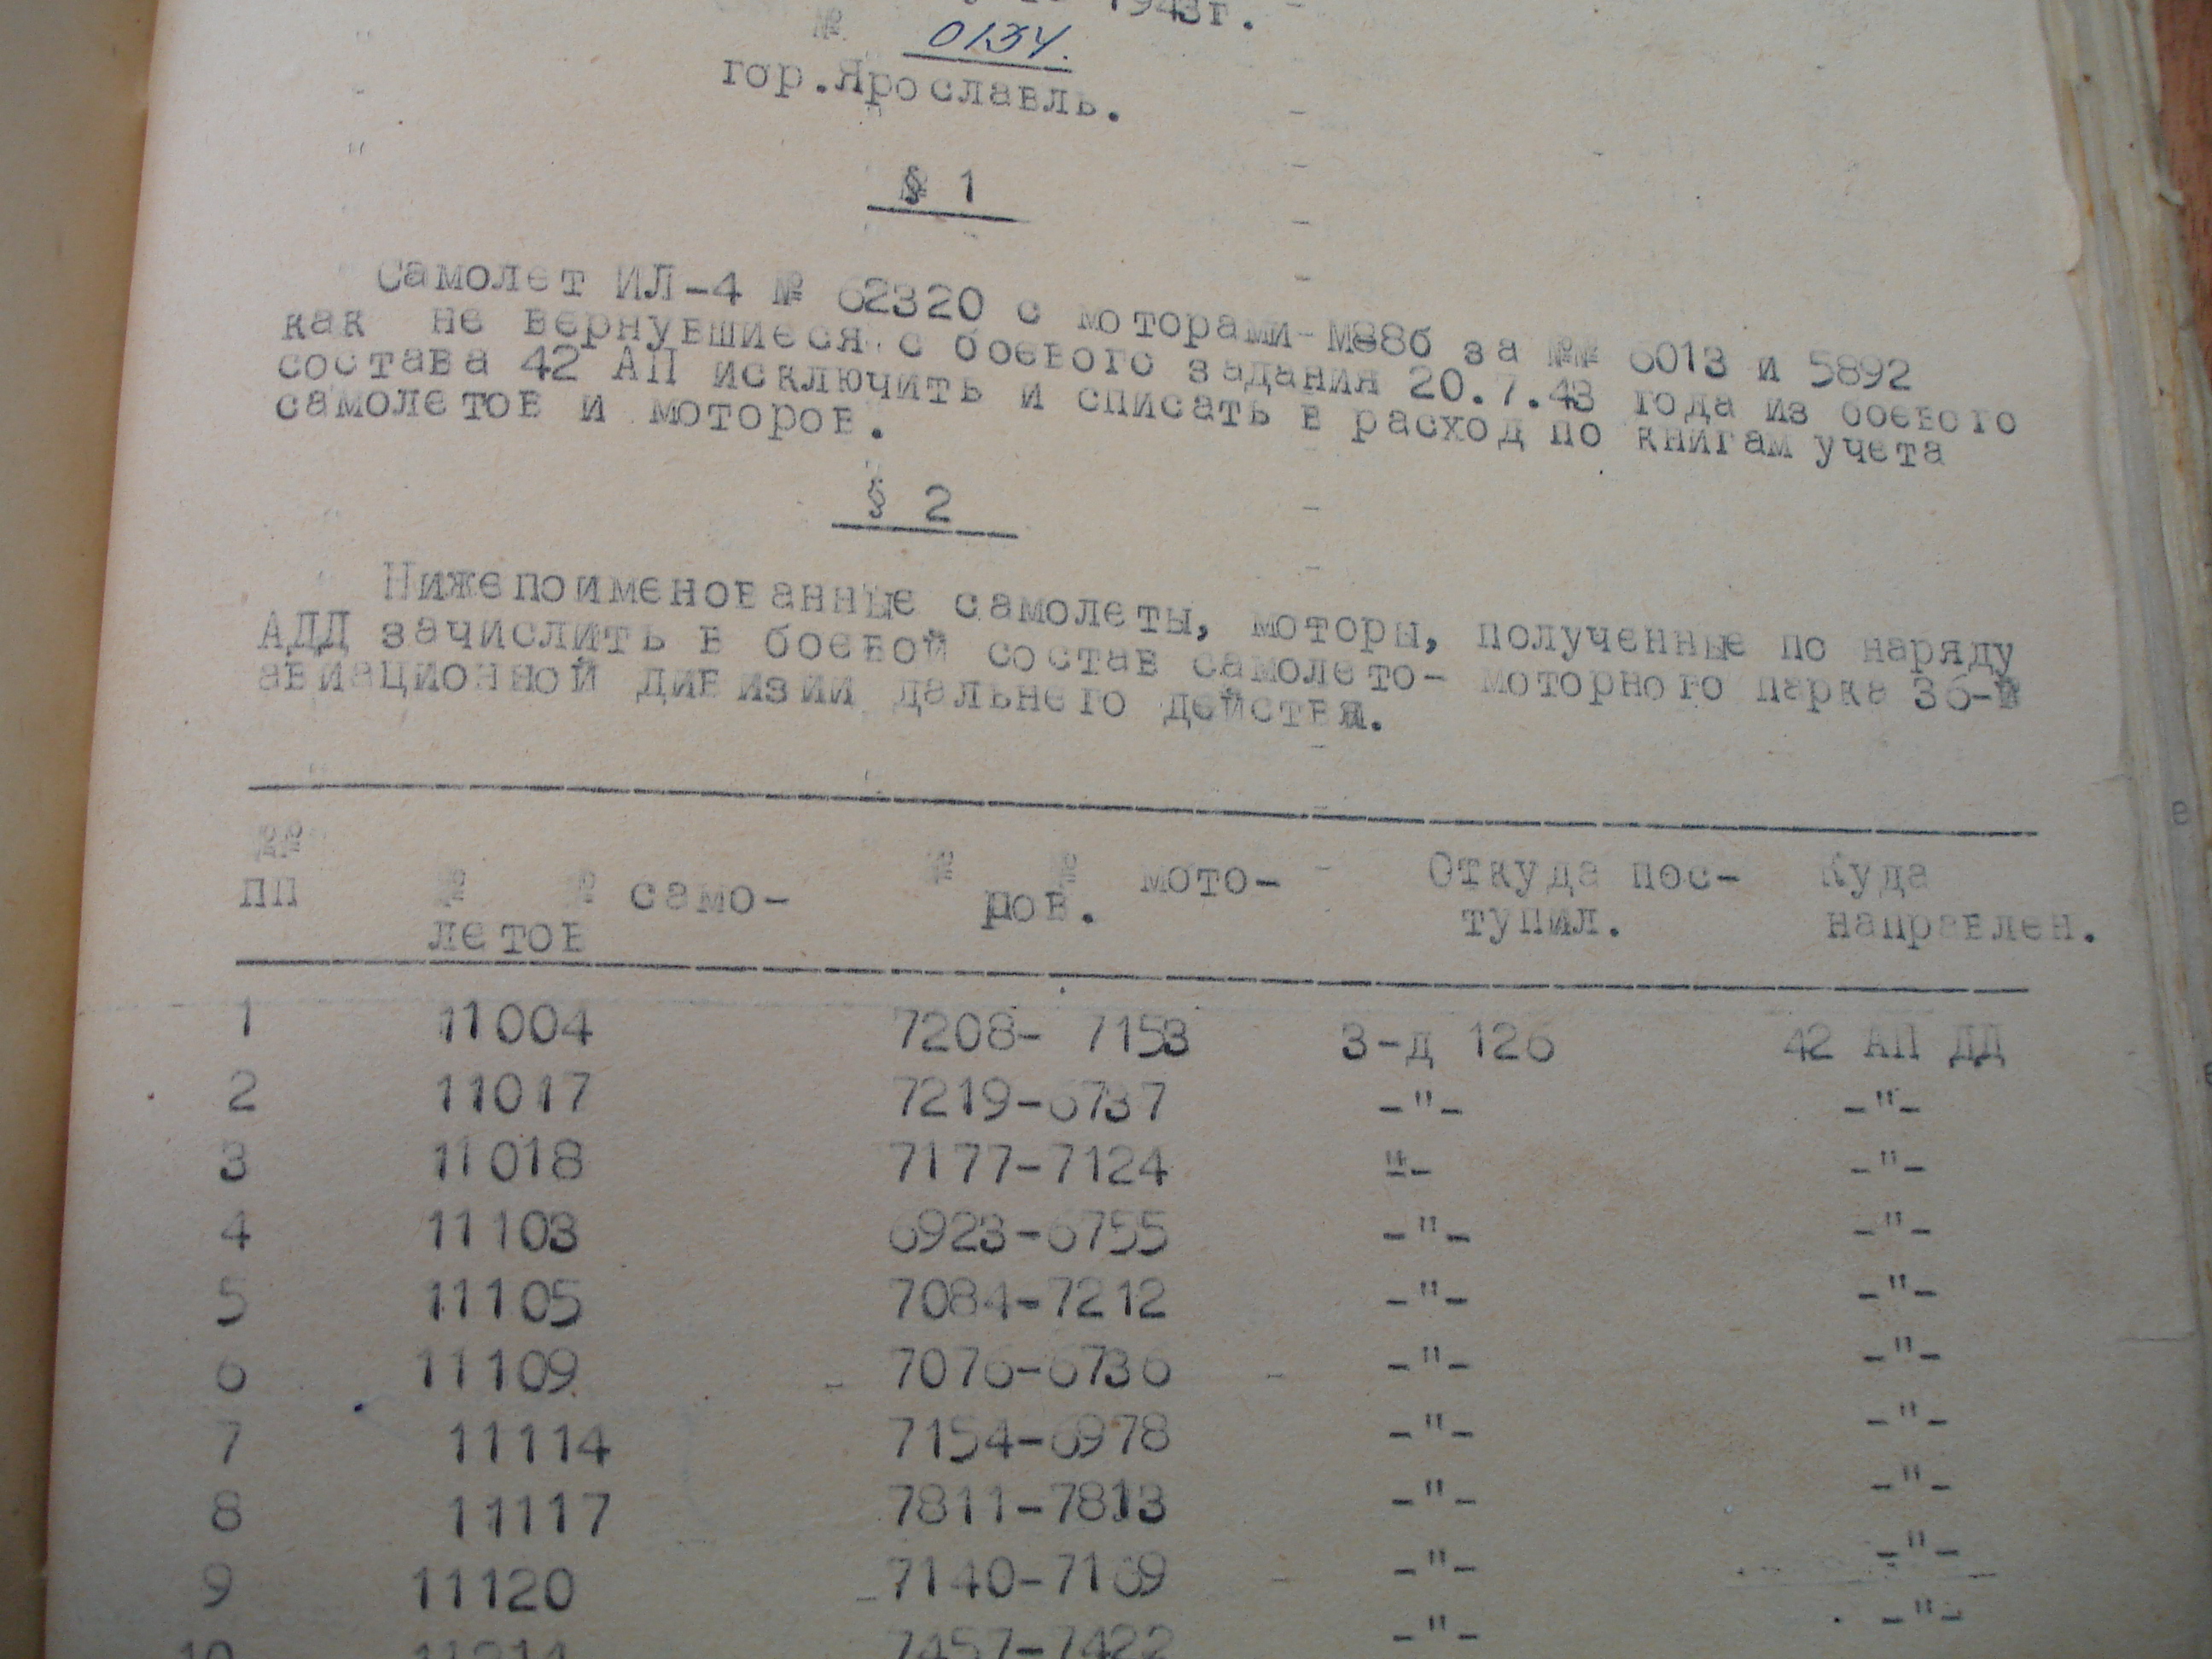 1943г.
№ 0134.
гор.Ярославль.
§ 1
Самолет ИЛ-4 № 62320 с моторами-М88б за №№ 6013 и 5892
как не вернувшиеся с боевого задания 20.7.43 года из боевого
состава 42 АП исключить и списать в расход по книгам учета
самолетов и моторов.
§ 2
Нижепоименованные самолеты, моторы, полученные по наряду
АДД зачислить в боевой состав самолето- моторного парка 36-й
авиационной дивизии дальнего действя.
№№ пп № № само-летов № № мото-ров. Откуда пос-тупил. Куда направлен.
1 11004 7208- 7153 З-д 126 42 АП ДД
2 11017 7219-6737 -"- -"-
3 11018 7177-7124 "- -"-
4 11103 6923-6755 -"- -"-
5 11105 7084-7212 -"- -"-
6 11109 7076-6736 -"- -"-
7 11114 7154-6978 -"- -"-
8 11117 7811-7813 -"- -"-
9 11120 7140-7169 -"- -"-
10 7457-7422 -"- -"-